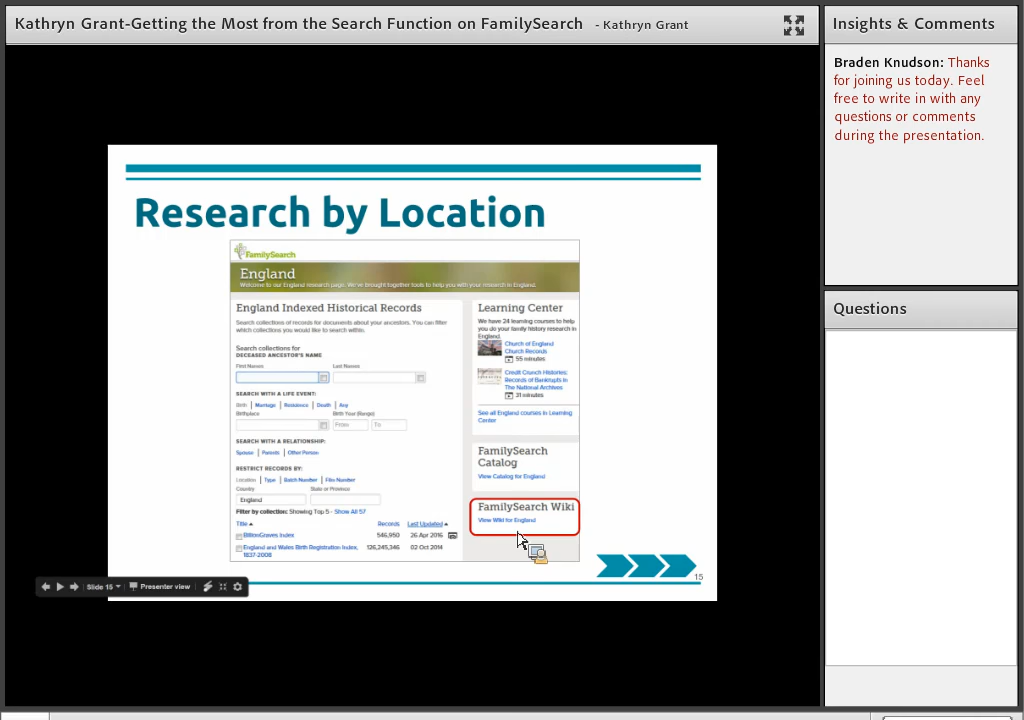 Kathryn Grant-Getting the Most from the Search Function on FamilySearch - Kathryn Grant
Insights & Comments
Braden Knudson: Thanks
for joining us today. Feel
free to write in with any
questions or comments
during the presentation.
Questions
Research by Location
FamilySearch
England
Welcome to our England research page. We've brought together tools to help you with your research in England.
England Indexed Historical Records
Search collections of records for documents about your ancestors. You can filter
which collections you would like to search within.
Search collections for
DECEASED ANCESTOR'S NAME
First Names Last Names
SEARCH WITH A LIFE EVENT:
Birth | Marriage | Residence | Death | Any
Birthplace Birth Year (Range)
From To
SEARCH WITH A RELATIONSHIP:
Spouse | Parents | Other Person
RESTRICT RECORDS BY:
Location | Type | Batch Number | Film Number
Country State or Province
England
Filter by collection: Showing Top 5 - Show All 57
Title Records Last Updated
BillionGraves Index 546,950 26 Apr 2016
England and Wales Birth Registration Index, 126,245,346 02 Oct 2014
1837-2008
Learning Center
We have 24 learning courses to help
you do your family history research in
England.
Church of England
Church Records
55 minutes
Credit Crunch Histories:
Records of Bankrupts in
The National Archives
31 minutes
See all England courses in Learning
Center
FamilySearch
Catalog
View Catalog for England
FamilySearch Wiki
View Wiki for England
15
Slide 15 Presenter view